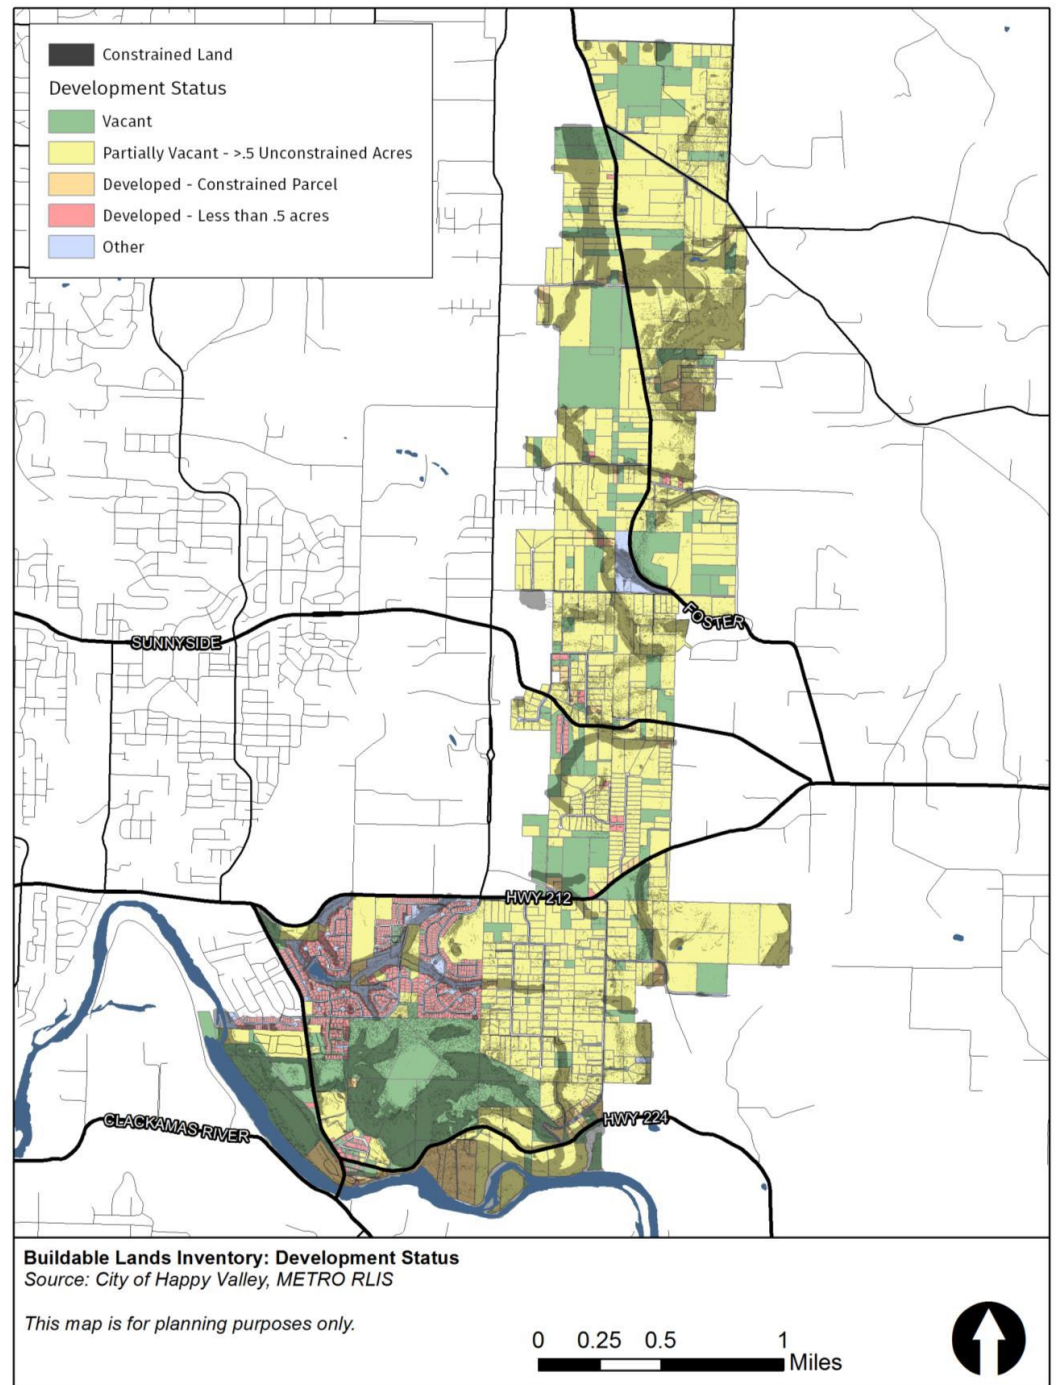 Constrained Land
Development Status
Vacant
Partially Vacant - >.5 Unconstrained Acres
Developed - Constrained Parcel
Developed - Less than .5 acres
Other
FOSTER
SUNNYSIDE
HWY 212
CLACKAMAS RIVER
HWY 224
Buildable Lands Inventory: Development Status
Source: City of Happy Valley, METRO RLIS
This map is for planning purposes only.
0 0.25 0.5 1
Miles